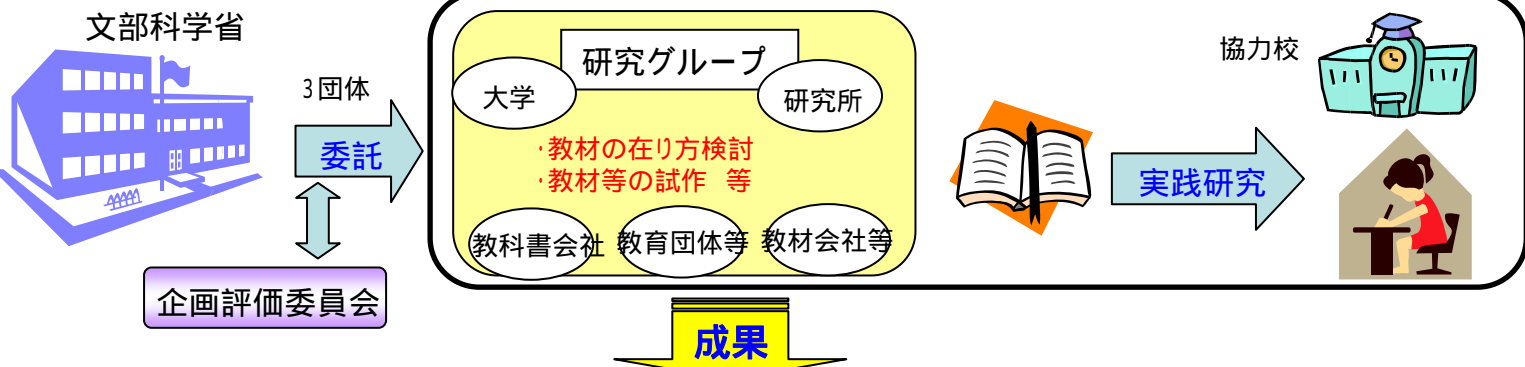 文部科学省
3団体
委託
企画評価委員会
研究グループ
大学
研究所
・教材の在り方検討
・教材等の試作 等
教科書会社
教育団体等
教材会社等
実践研究
協力校
成果